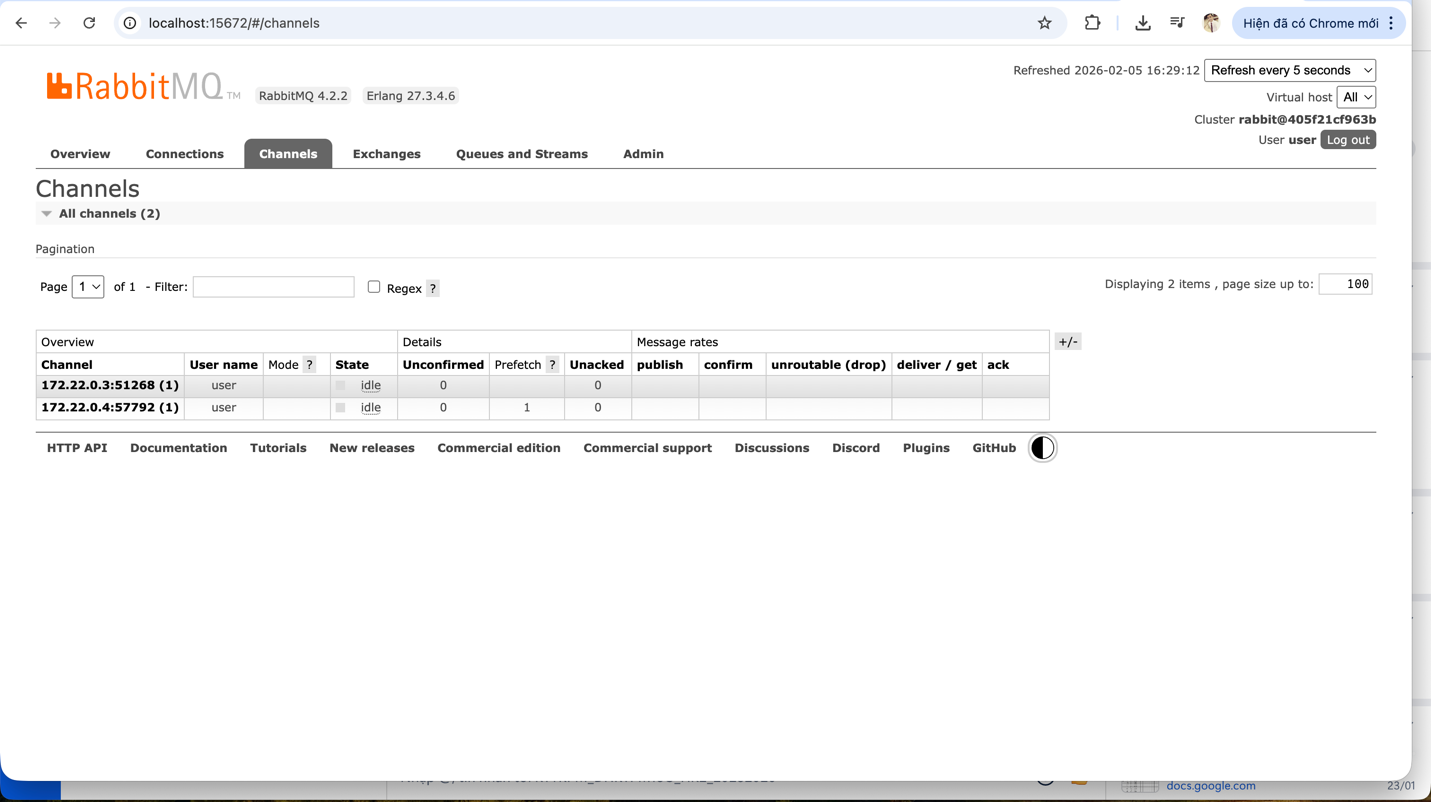 localhost:15672/#/channels
Hiện đã có Chrome mới
RabbitMQ TM
RabbitMQ 4.2.2 Erlang 27.3.4.6
Refreshed 2026-02-05 16:29:12 Refresh every 5 seconds
Virtual host All
Cluster rabbit@405f21cf963b
User user Log out
Overview Connections Channels Exchanges Queues and Streams Admin
Channels
All channels (2)
Pagination
Page 1 of 1 - Filter: Regex ?
Displaying 2 items , page size up to: 100
Overview Details Message rates +/-
Channel User name Mode ? State Unconfirmed Prefetch ? Unacked publish confirm unroutable (drop) deliver / get ack
172.22.0.3:51268 (1) user idle 0 0
172.22.0.4:57792 (1) user idle 0 1 0
HTTP API Documentation Tutorials New releases Commercial edition Commercial support Discussions Discord Plugins GitHub
docs.google.com
23/01